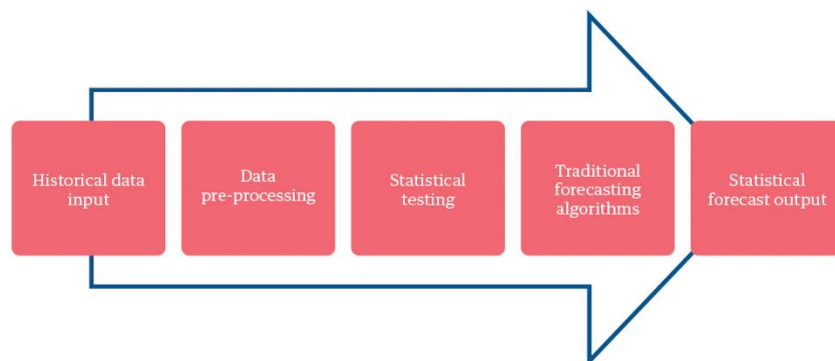 Historical data
input
Data
pre-processing
Statistical
testing
Traditional
forecasting
algorithms
Statistical
forecast output